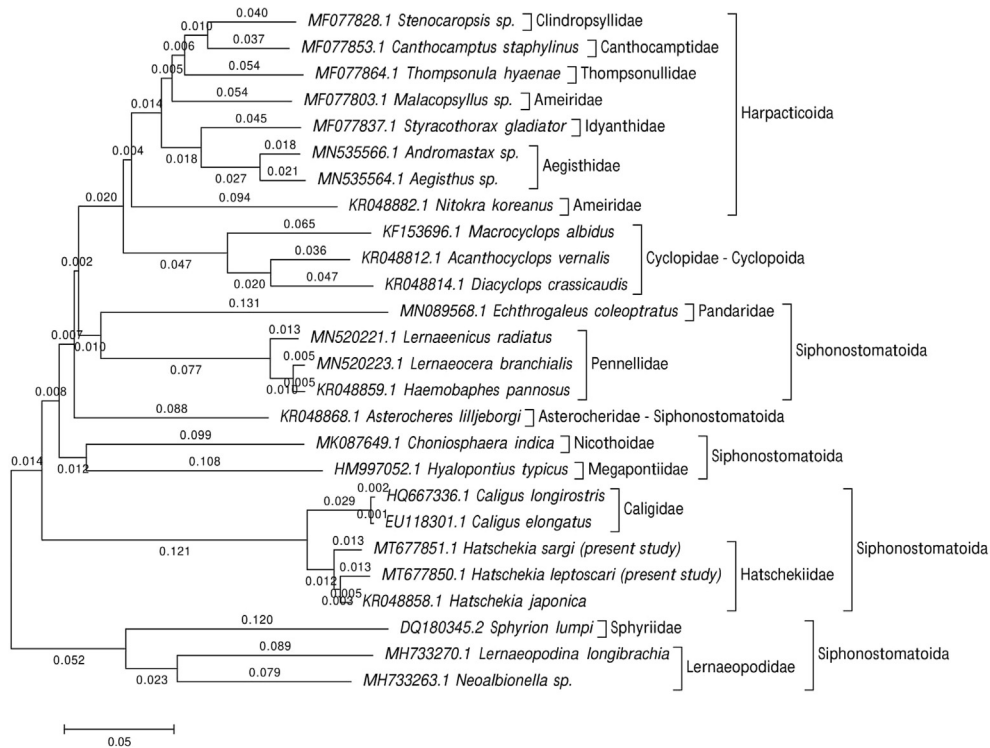 0.040
MF077828.1 Stenocaropsis sp. Clindropsyllidae
0.010
0.037
MF077853.1 Canthocamptus staphylinus Canthocamptidae
0.006
0.054
MF077864.1 Thompsonula hyaenae Thompsonullidae
0.005
0.054
MF077803.1 Malacopsyllus sp. Ameiridae
0.014
Harpacticoida
0.045
MF077837.1 Styracothorax gladiator Idyanthidae
0.018
0.018
MN535566.1 Andromastax sp.
0.004
Aegisthidae
0.027
0.021
MN535564.1 Aegisthus sp.
0.020
0.094
KR048882.1 Nitokra koreanus Ameiridae
0.065
KF153696.1 Macrocyclops albidus
0.047
0.036
KR048812.1 Acanthocyclops vernalis
Cyclopidae - Cyclopoida
0.002
0.020
0.047
KR048814.1 Diacyclops crassicaudis
0.131
MN089568.1 Echthrogaleus coleoptratus Pandaridae
0.007
0.010
0.013
MN520221.1 Lernaeenicus radiatus
Siphonostomatoida
0.077
0.005
MN520223.1 Lernaeocera branchialis
Pennellidae
0.010
0.005
KR048859.1 Haemobaphes pannosus
0.008
0.088
KR048868.1 Asterocheres lilljeborgi Asterocheridae - Siphonostomatoida
0.099
MK087649.1 Choniosphaera indica Nicothoidae
0.014
0.012
Siphonostomatoida
0.108
HM997052.1 Hyalopontius typicus Megapontiidae
0.002
HQ667336.1 Caligus longirostris
0.029
Caligidae
0.001
EU118301.1 Caligus elongatus
0.121
0.013
MT677851.1 Hatschekia sargi (present study)
Siphonostomatoida
0.012
0.013
MT677850.1 Hatschekia leptoscari (present study)
Hatschekiidae
0.003
0.005
KR048858.1 Hatschekia japonica
0.120
DQ180345.2 Sphyrion lumpi Sphyriidae
0.052
0.089
MH733270.1 Lernaeopodina longibrachia
Siphonostomatoida
0.023
Lernaeopodidae
0.079
MH733263.1 Neoalbionella sp.
0.05